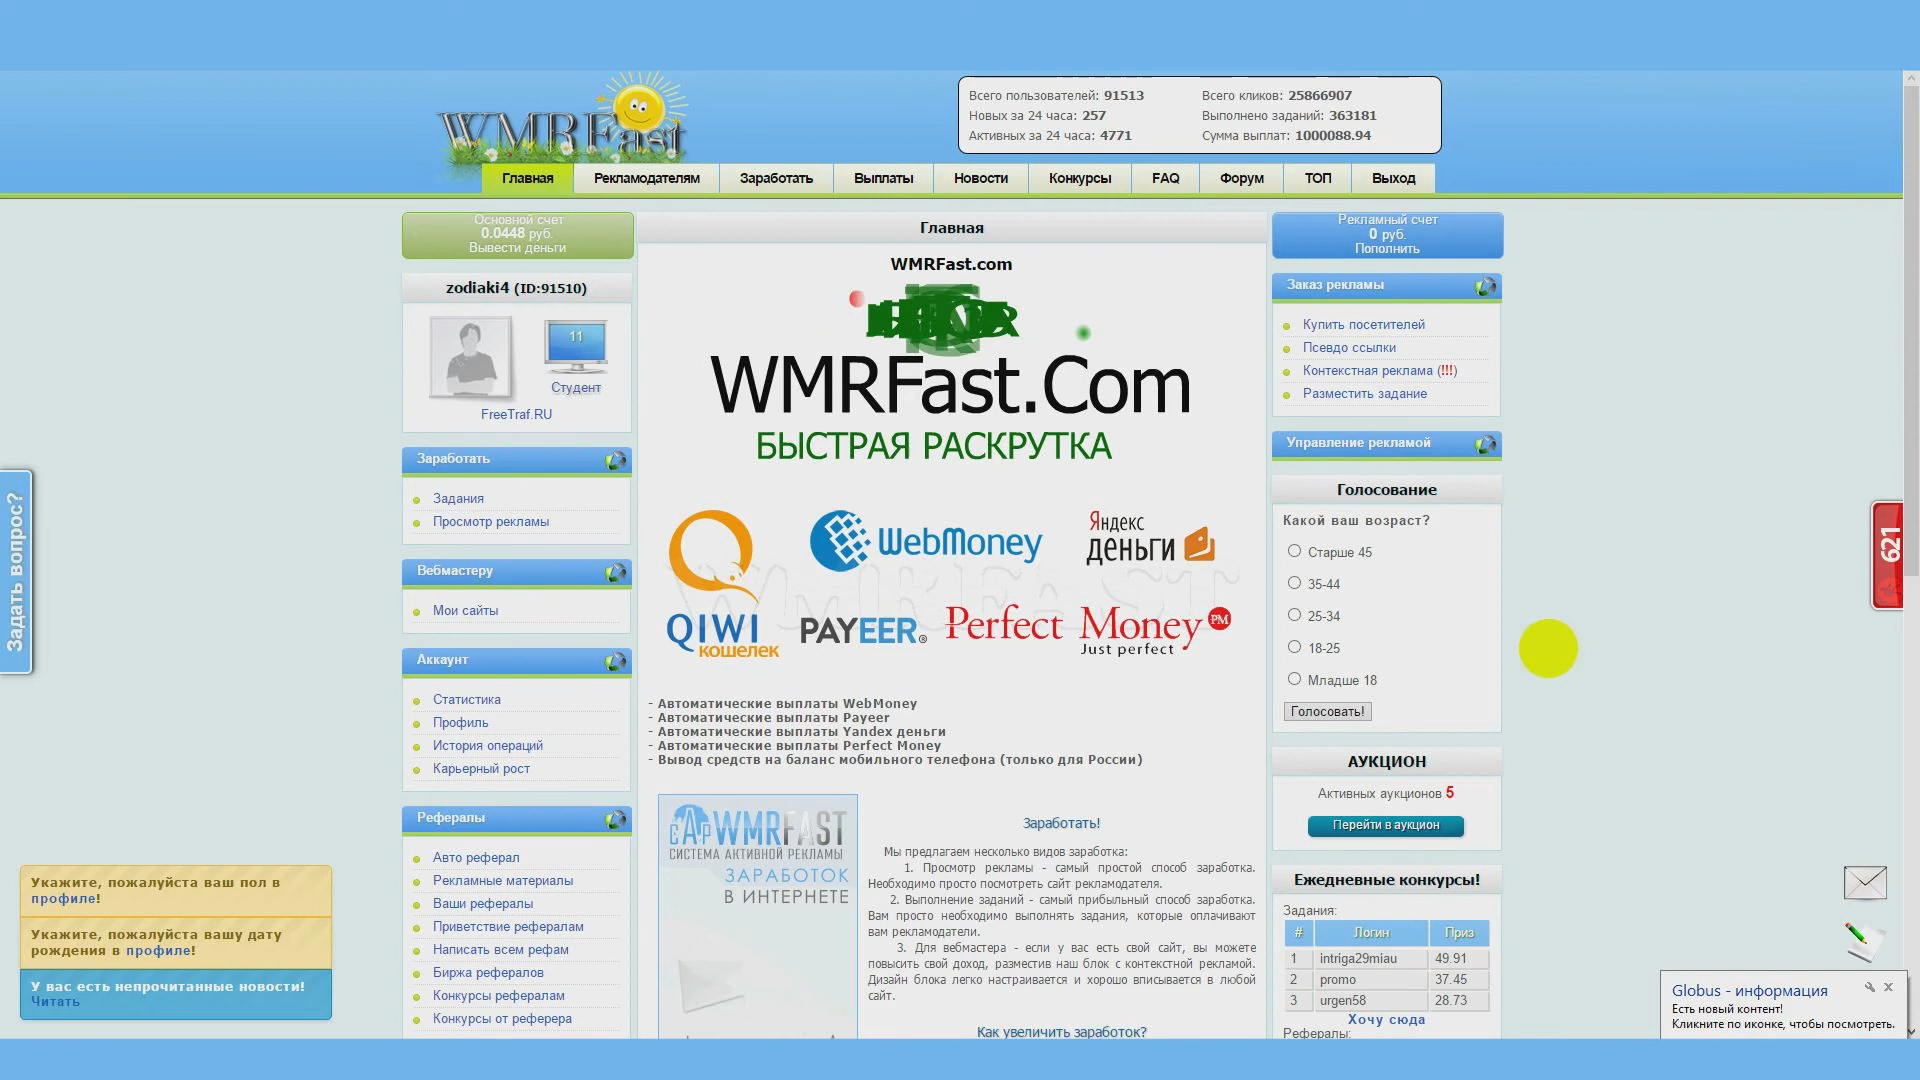 WMRFast
Всего пользователей: 91513
Новых за 24 часа: 257
Активных за 24 часа: 4771
Всего кликов: 25866907
Выполнено заданий: 363181
Сумма выплат: 1000088.94
Главная
Рекламодателям
Заработать
Выплаты
Новости
Конкурсы
FAQ
Форум
ТОП
Выход
Основной счет
0.0448 руб.
Вывести деньги
zodiaki4 (ID:91510)
11
Студент
FreeTraf.RU
Заработать
Задания
Просмотр рекламы
Вебмастеру
Мои сайты
Аккаунт
Статистика
Профиль
История операций
Карьерный рост
Рефералы
Авто реферал
Рекламные материалы
Ваши рефералы
Приветствие рефералам
Написать всем рефам
Биржа рефералов
Конкурсы рефералам
Конкурсы от реферера
Задать вопрос?
Укажите, пожалуйста ваш пол в
профиле!
Укажите, пожалуйста вашу дату
рождения в профиле!
У вас есть непрочитанные новости!
Читать
Главная
WMRFast.com
WMRFast.Com
БЫСТРАЯ РАСКРУТКА
QIWI
кошелек
WebMoney
Яндекс
деньги
PAYEER®
Perfect Money PM
Just perfect
WMRFAST
- Автоматические выплаты WebMoney
- Автоматические выплаты Payeer
- Автоматические выплаты Yandex деньги
- Автоматические выплаты Perfect Money
- Вывод средств на баланс мобильного телефона (только для России)
сАр WMRFAST
СИСТЕМА АКТИВНОЙ РЕКЛАМЫ
ЗАРАБОТОК
В ИНТЕРНЕТЕ
Заработать!
Мы предлагаем несколько видов заработка:
1. Просмотр рекламы - самый простой способ заработка.
Необходимо просто посмотреть сайт рекламодателя.
2. Выполнение заданий - самый прибыльный способ заработка.
Вам просто необходимо выполнять задания, которые оплачивают
вам рекламодатели.
3. Для вебмастера - если у вас есть свой сайт, вы можете
повысить свой доход, разместив наш блок с контекстной рекламой.
Дизайн блока легко настраивается и хорошо вписывается в любой
сайт.
Как увеличить заработок?
Рекламный счет
0 руб.
Пополнить
Заказ рекламы
Купить посетителей
Псевдо ссылки
Контекстная реклама (!!!)
Разместить задание
Управление рекламой
Голосование
Какой ваш возраст?
Старше 45
35-44
25-34
18-25
Младше 18
Голосовать!
АУКЦИОН
Активных аукционов 5
Перейти в аукцион
Ежедневные конкурсы!
Задания:
# Логин Приз
1 intriga29miau 49.91
2 promo 37.45
3 urgen58 28.73
Хочу сюда
Рефералы:
621
Globus - информация
Есть новый контент!
Кликните по иконке, чтобы посмотреть.